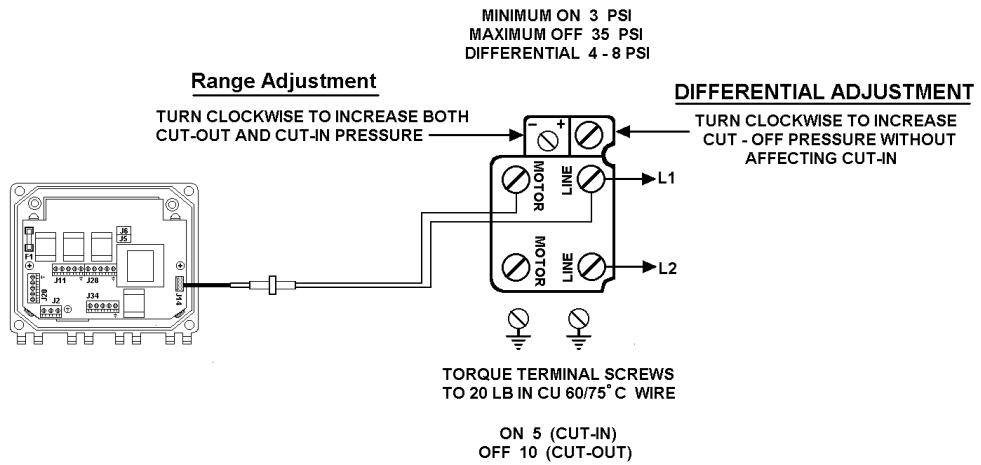 MINIMUM ON 3 PSI
MAXIMUM OFF 35 PSI
DIFFERENTIAL 4 - 8 PSI
Range Adjustment
TURN CLOCKWISE TO INCREASE BOTH
CUT-OUT AND CUT-IN PRESSURE
DIFFERENTIAL ADJUSTMENT
TURN CLOCKWISE TO INCREASE
CUT - OFF PRESSURE WITHOUT
AFFECTING CUT-IN
- +
MOTOR
LINE
L1
MOTOR
LINE
L2
J6
J5
F1
J11
J28
J20
J2
J34
J14
TORQUE TERMINAL SCREWS
TO 20 LB IN CU 60/75°C WIRE
ON 5 (CUT-IN)
OFF 10 (CUT-OUT)